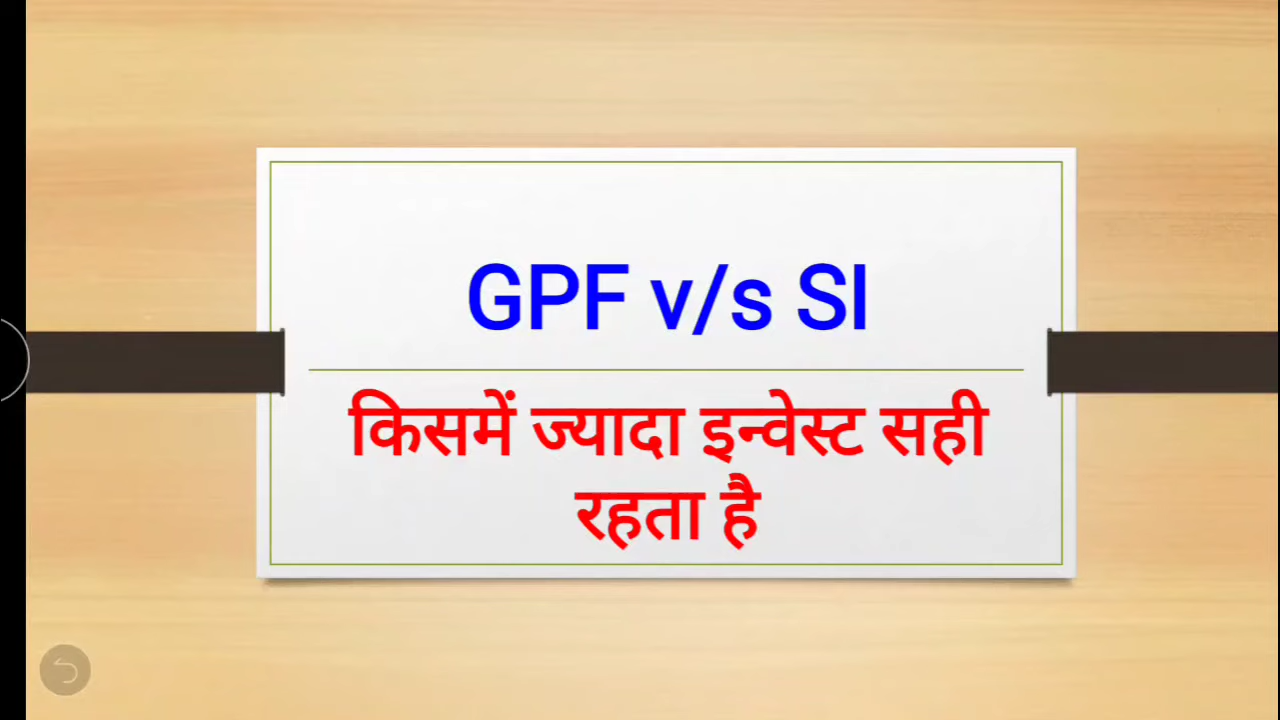 GPF v/s SI
किसमें ज्यादा इन्वेस्ट सही
रहता है